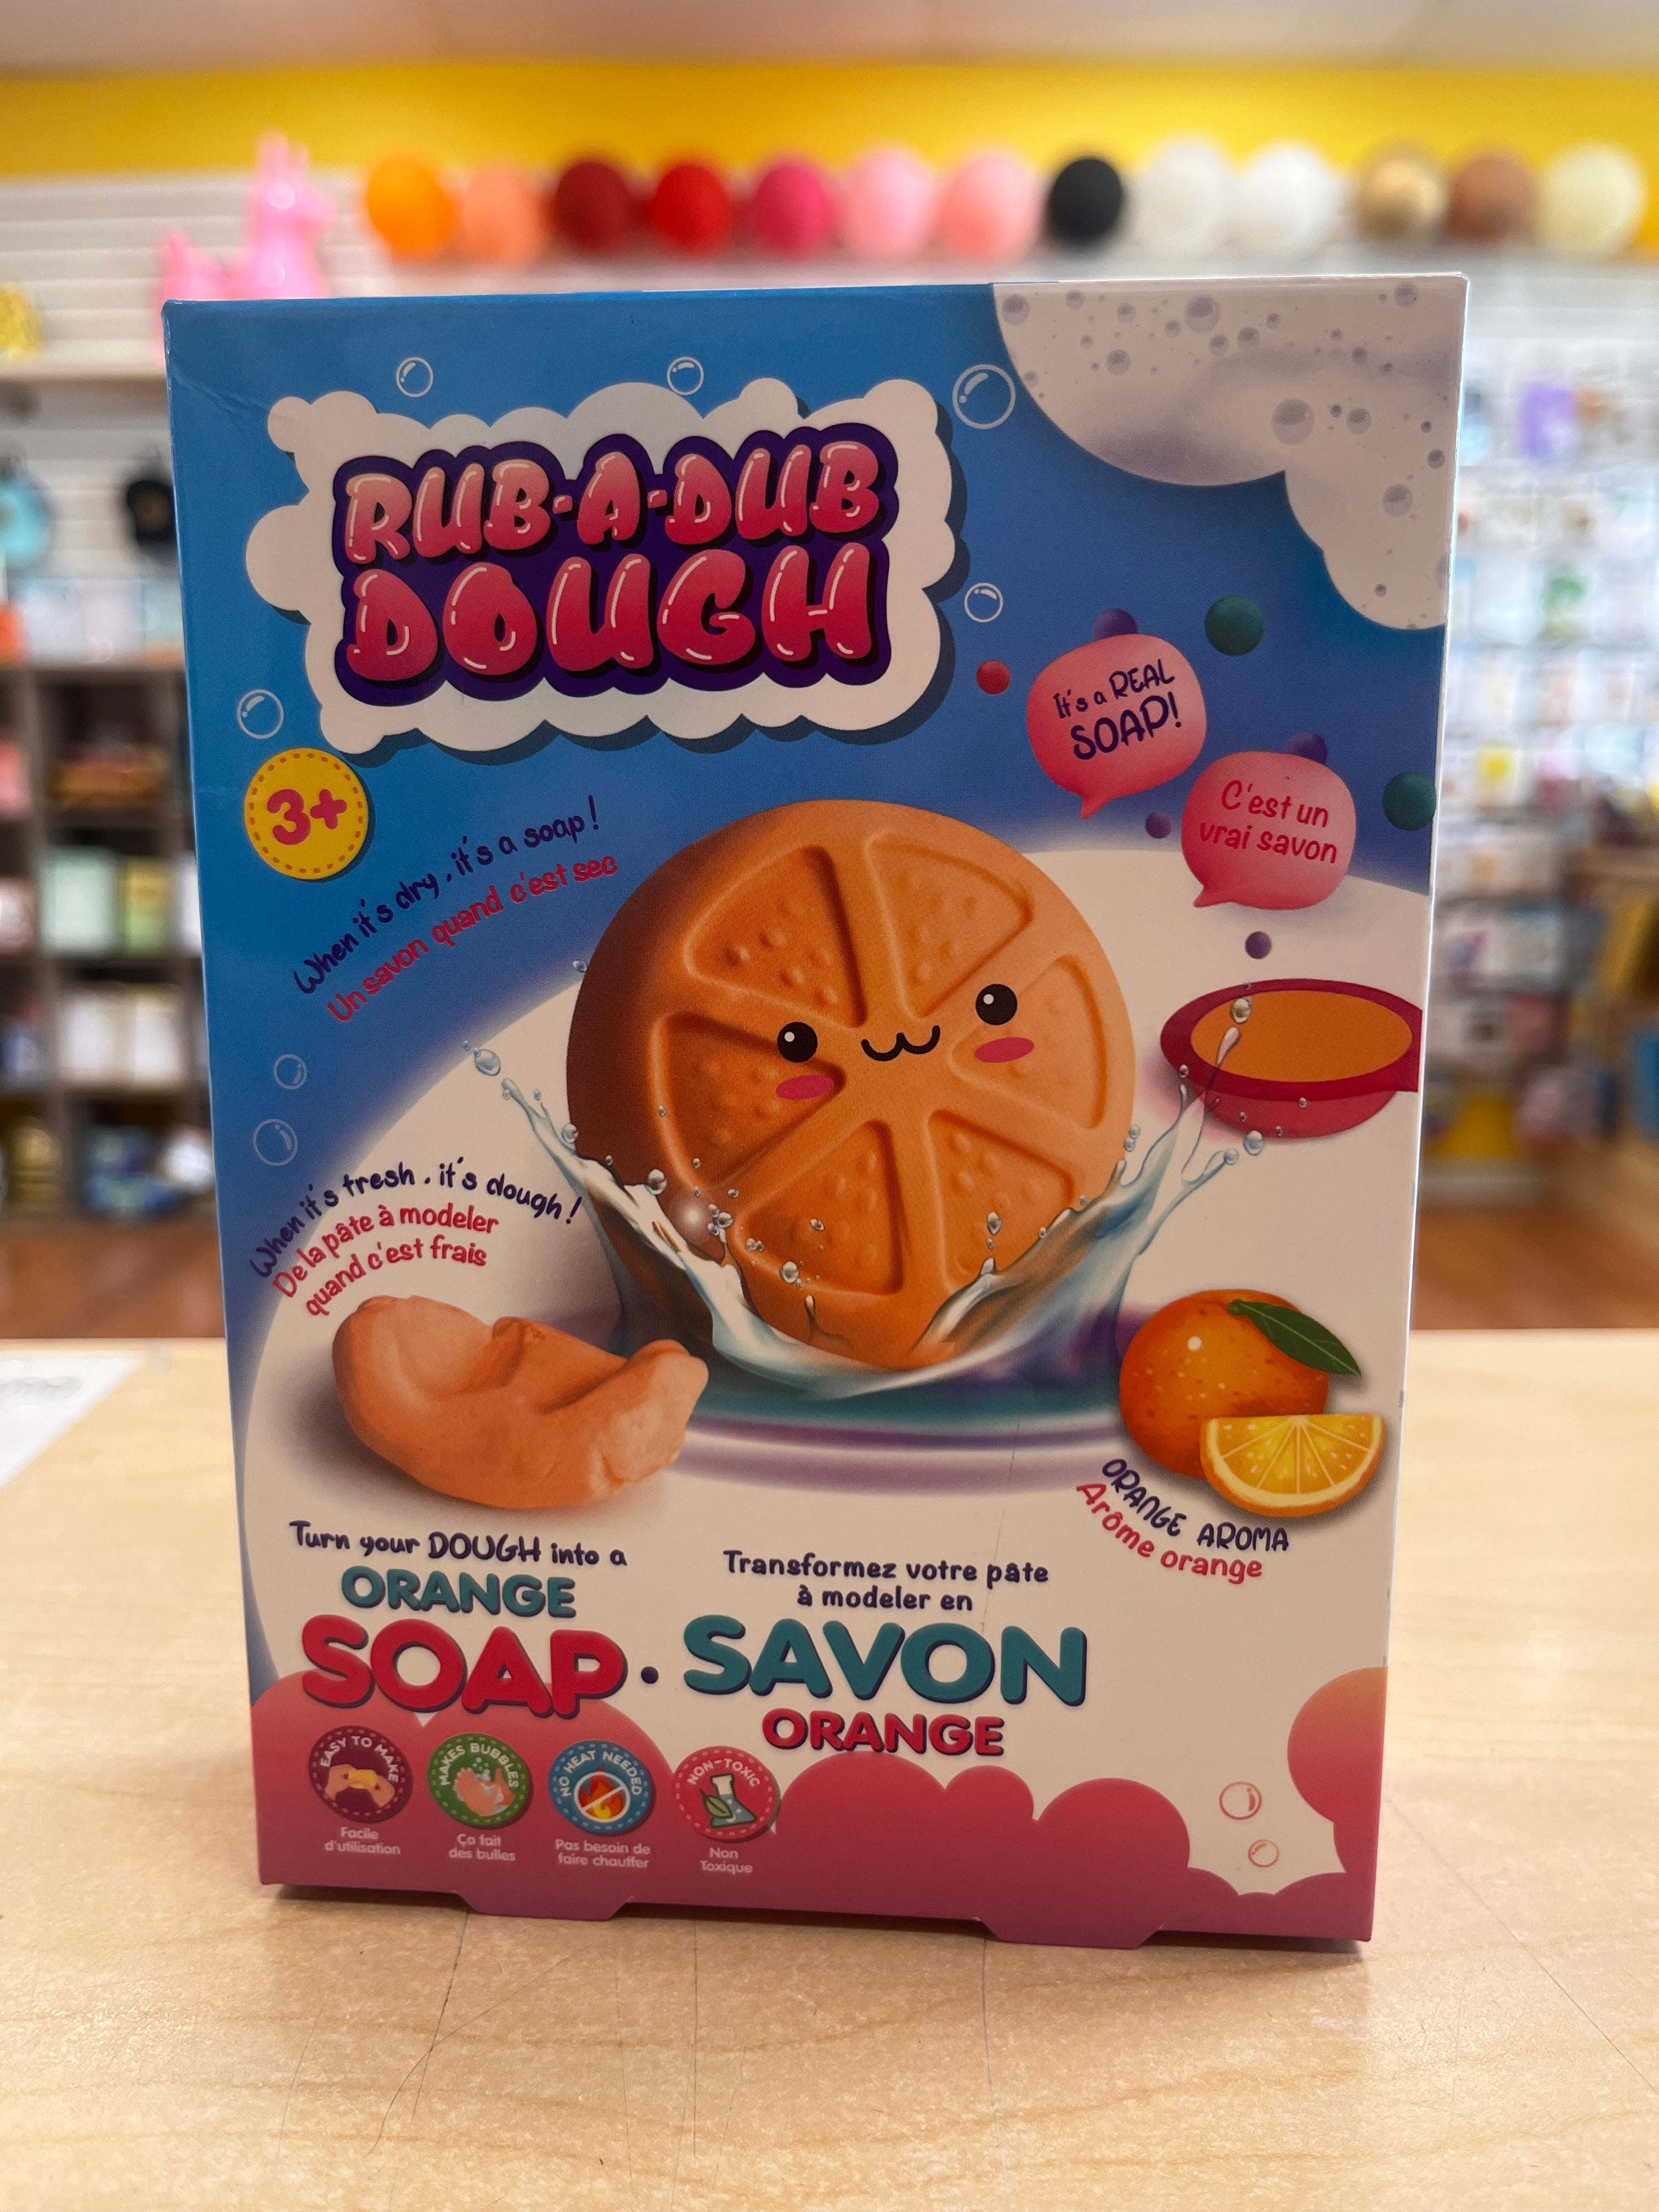 RUB-A-DUB
DOUGH
It's a REAL
SOAP!
C'est un
vrai savon
3+
When it's dry, it's a soap!
Un savon quand c'est sec
When it's fresh, it's dough!
De la pâte à modeler
quand c'est frais
ORANGE AROMA
Arôme orange
Turn your DOUGH into a
ORANGE
SOAP •
Transformez votre pâte
à modeler en
SAVON
ORANGE
EASY TO MAKE
Facile
d'utilisation
MAKES BUBBLES
Ça fait
des bulles
NO HEAT NEEDED
Pas besoin de
faire chauffer
NON-TOXIC
Non
Toxique